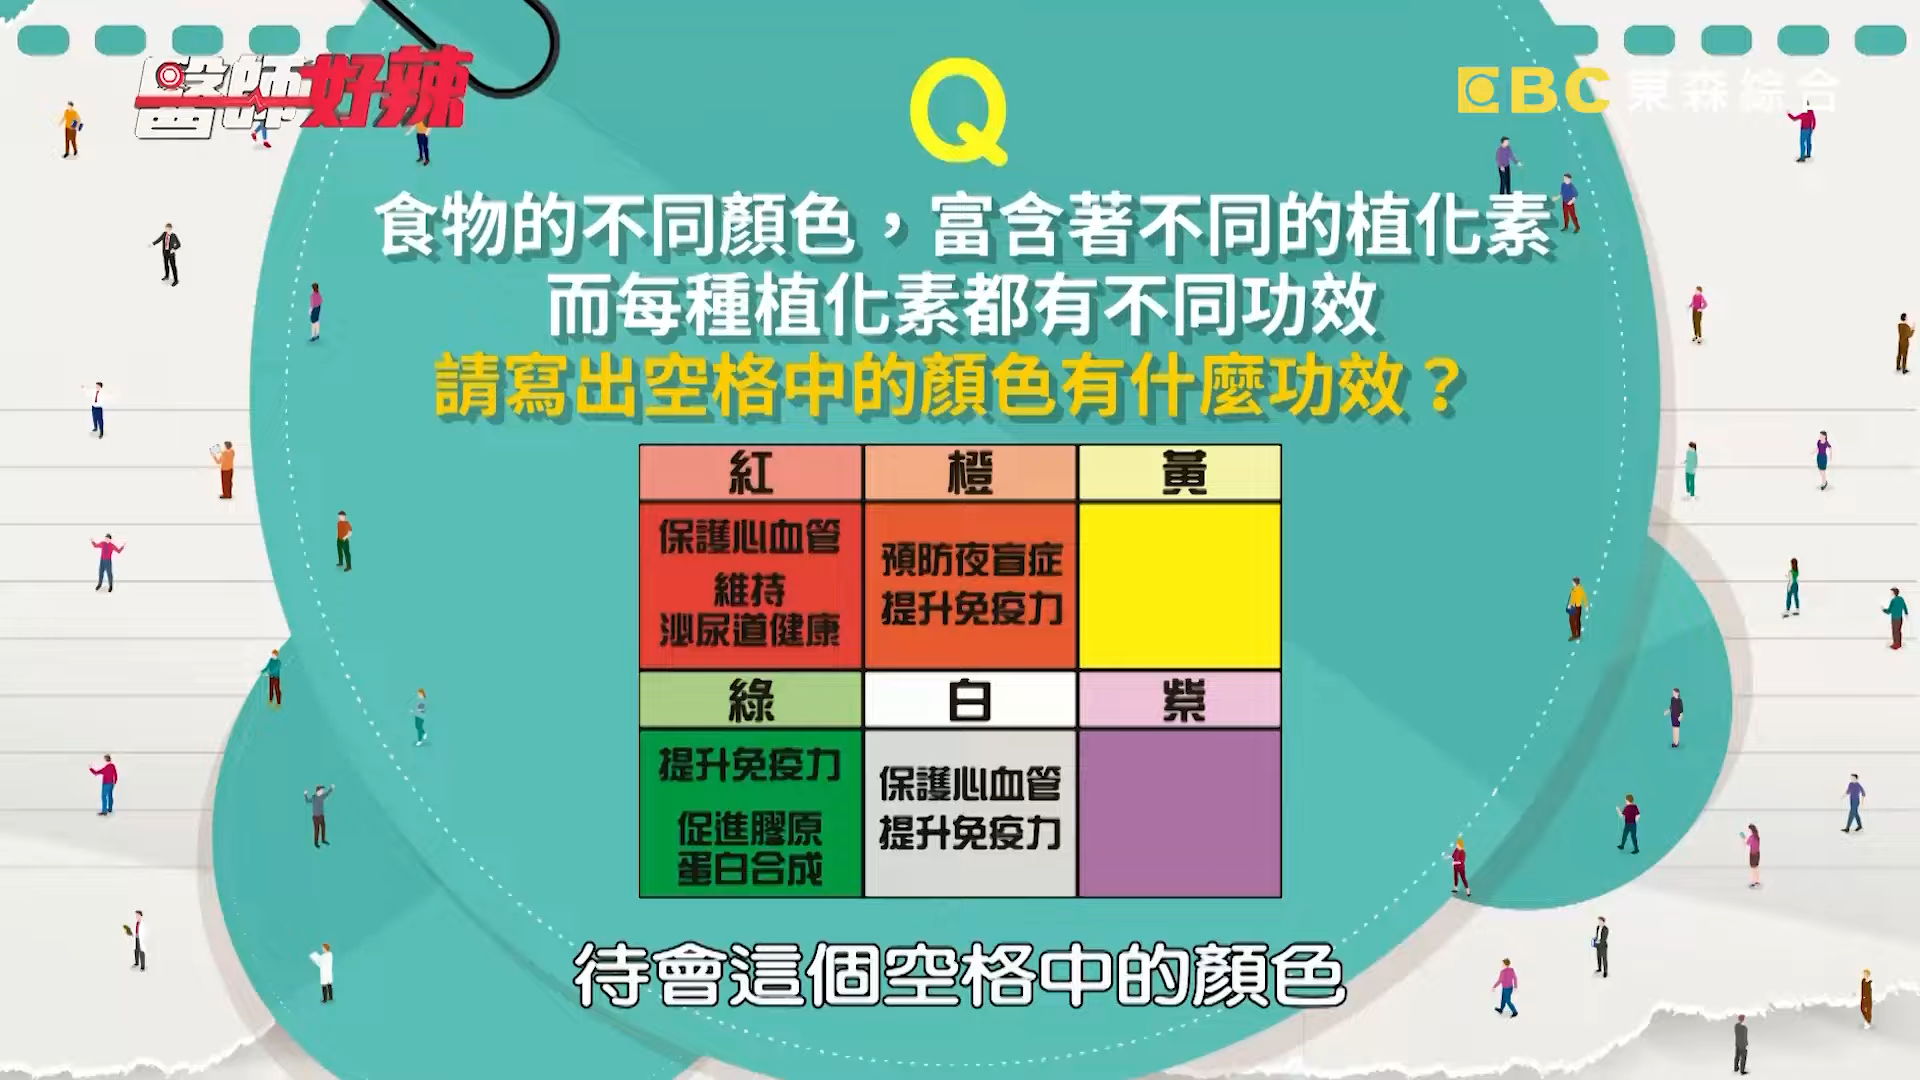 醫師好辣
EBC 東森綜合
Q
食物的不同顏色，富含著不同的植化素
而每種植化素都有不同功效
請寫出空格中的顏色有什麼功效？
紅 橙 黃
保護心血管
維持
泌尿道健康
預防夜盲症
提升免疫力
綠 白 紫
提升免疫力
促進膠原
蛋白合成
保護心血管
提升免疫力
待會這個空格中的顏色